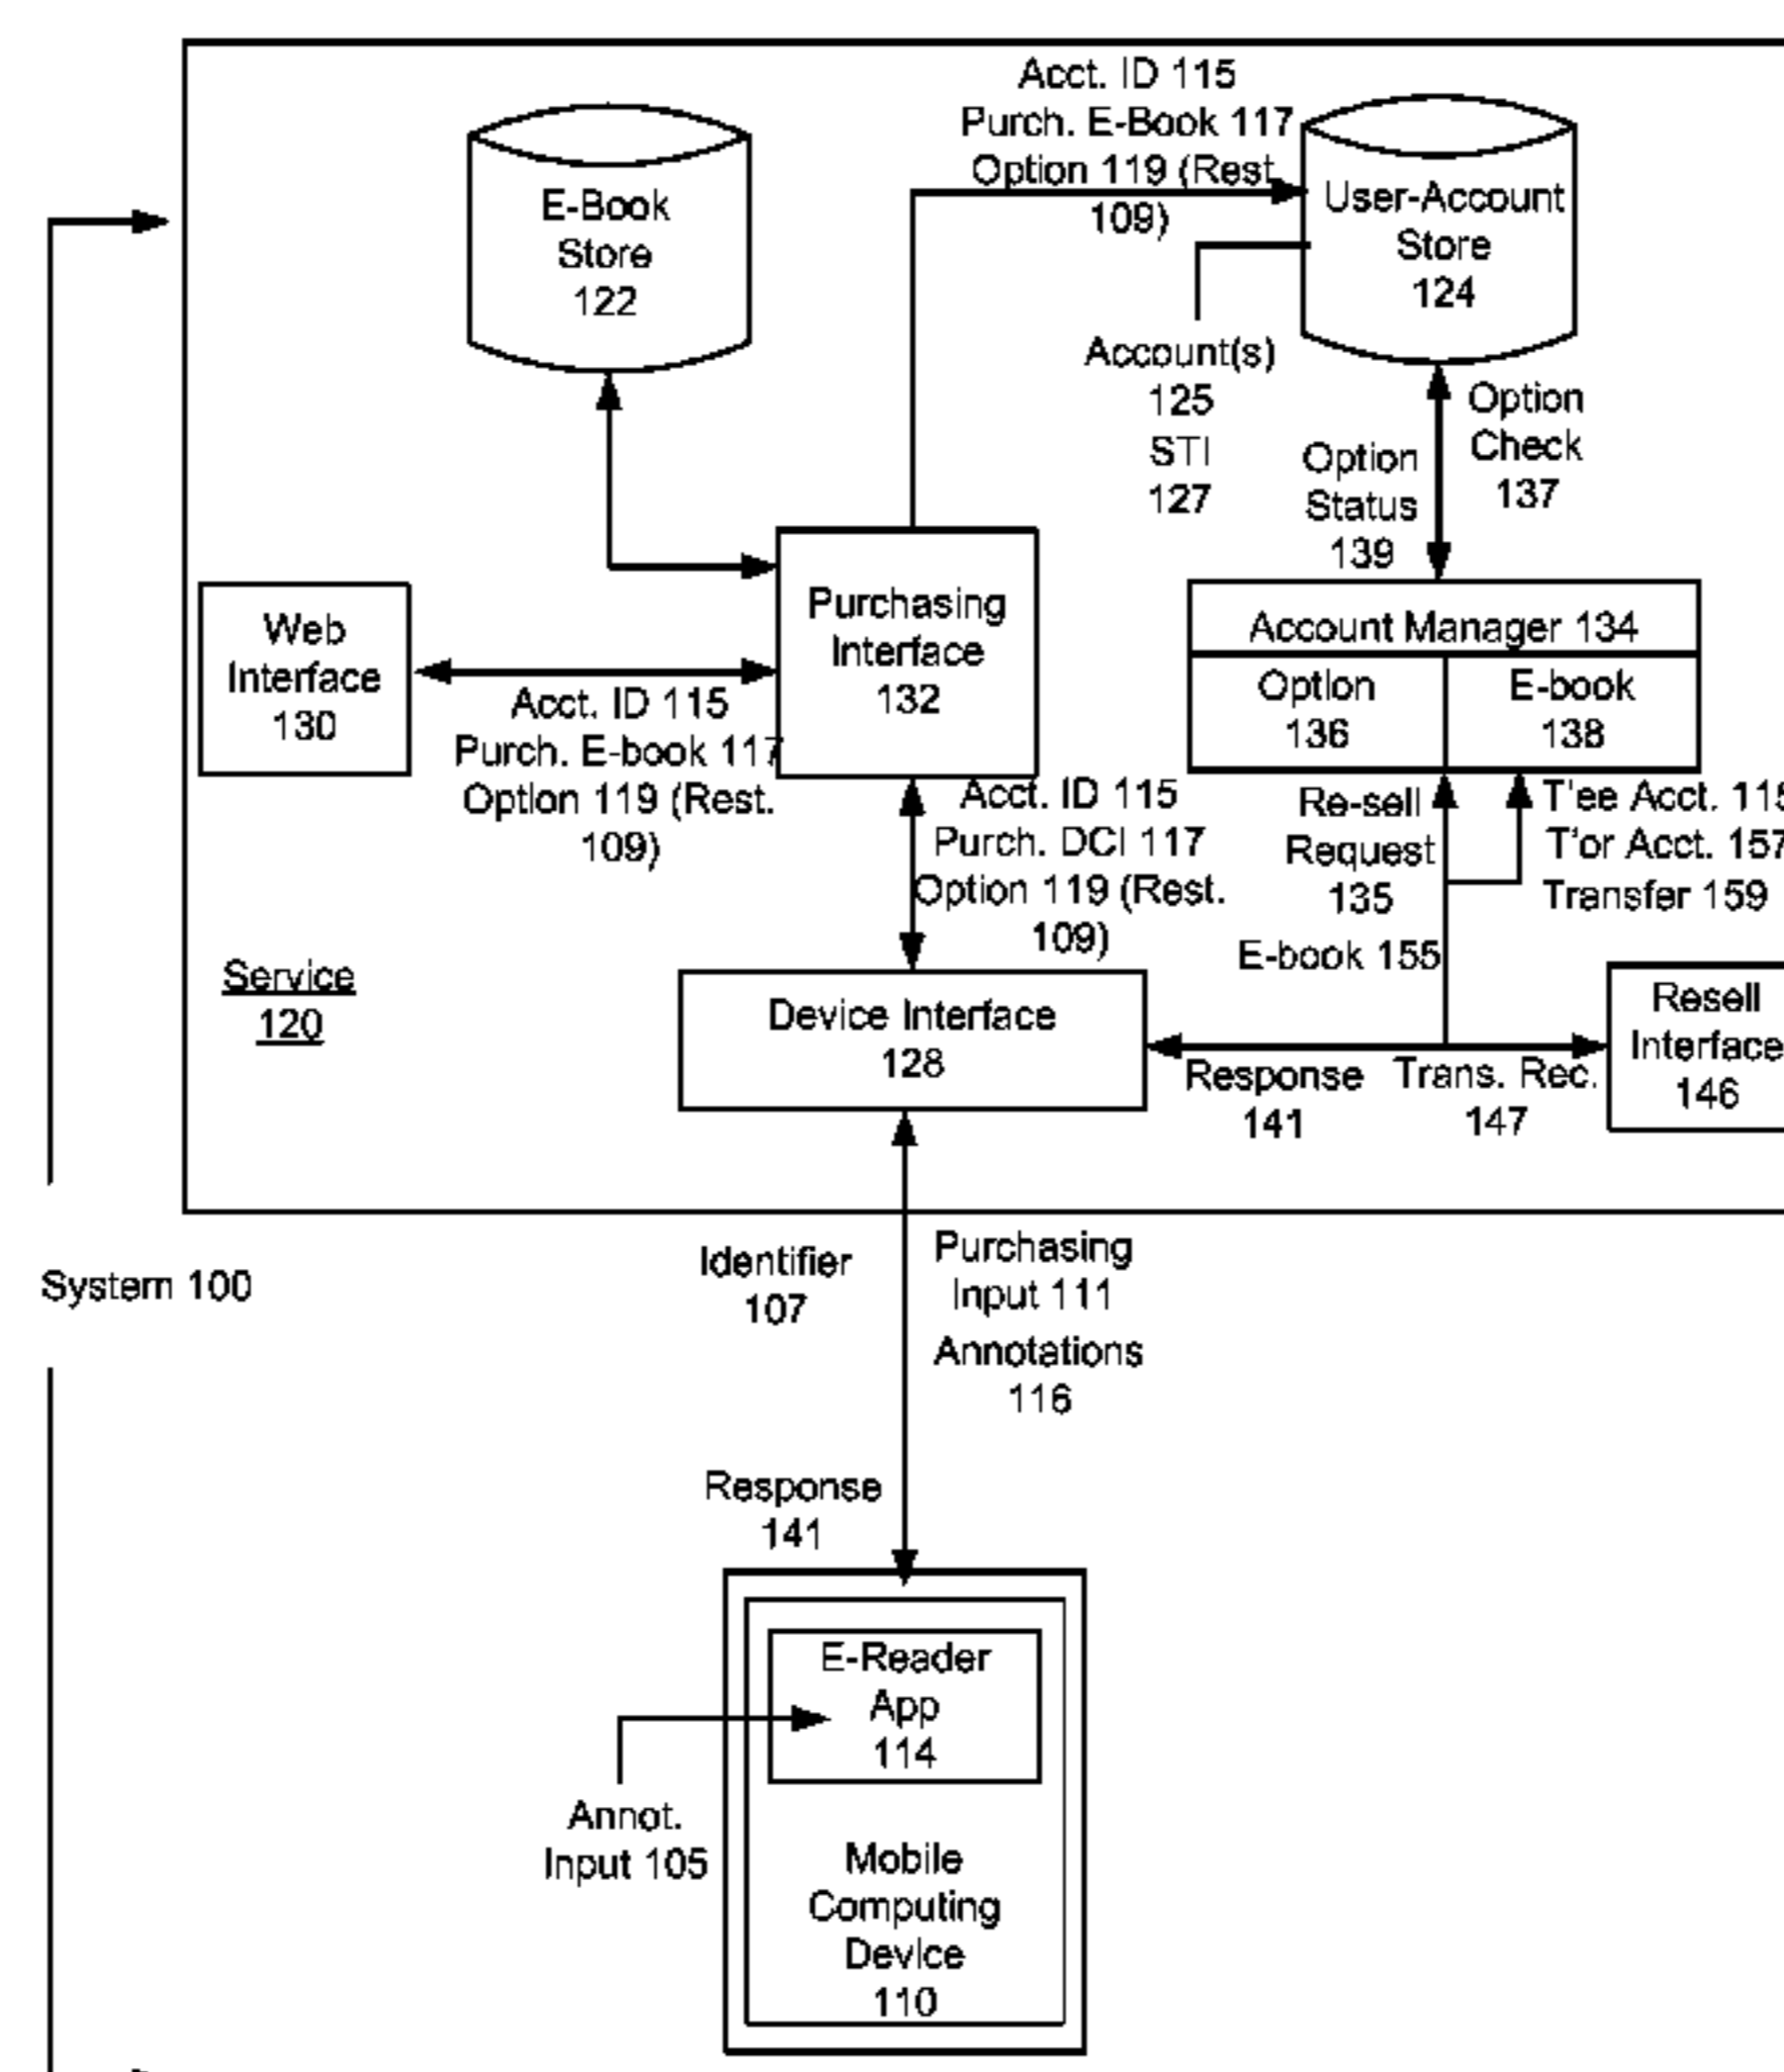 Acct. ID 115
Purch. E-Book 117
Option 119 (Rest.
109)
E-Book
Store
122
User-Account
Store
124
Account(s)
125
STI
127
Option
Check
137
Option
Status
139
Web
Interface
130
Purchasing
Interface
132
Account Manager 134
Option
136
E-book
138
Acct. ID 115
Purch. E-book 117
Option 119 (Rest.
109)
Acct. ID 115
Purch. DCI 117
Option 119 (Rest.
109)
Re-sell
Request
135
T'ee Acct. 115
T'or Acct. 157
Transfer 159
E-book 155
Service
120
Device Interface
128
Resell
Interface
146
Response
141
Trans. Rec.
147
System 100
Identifier
107
Purchasing
Input 111
Annotations
116
Response
141
E-Reader
App
114
Annot.
Input 105
Mobile
Computing
Device
110